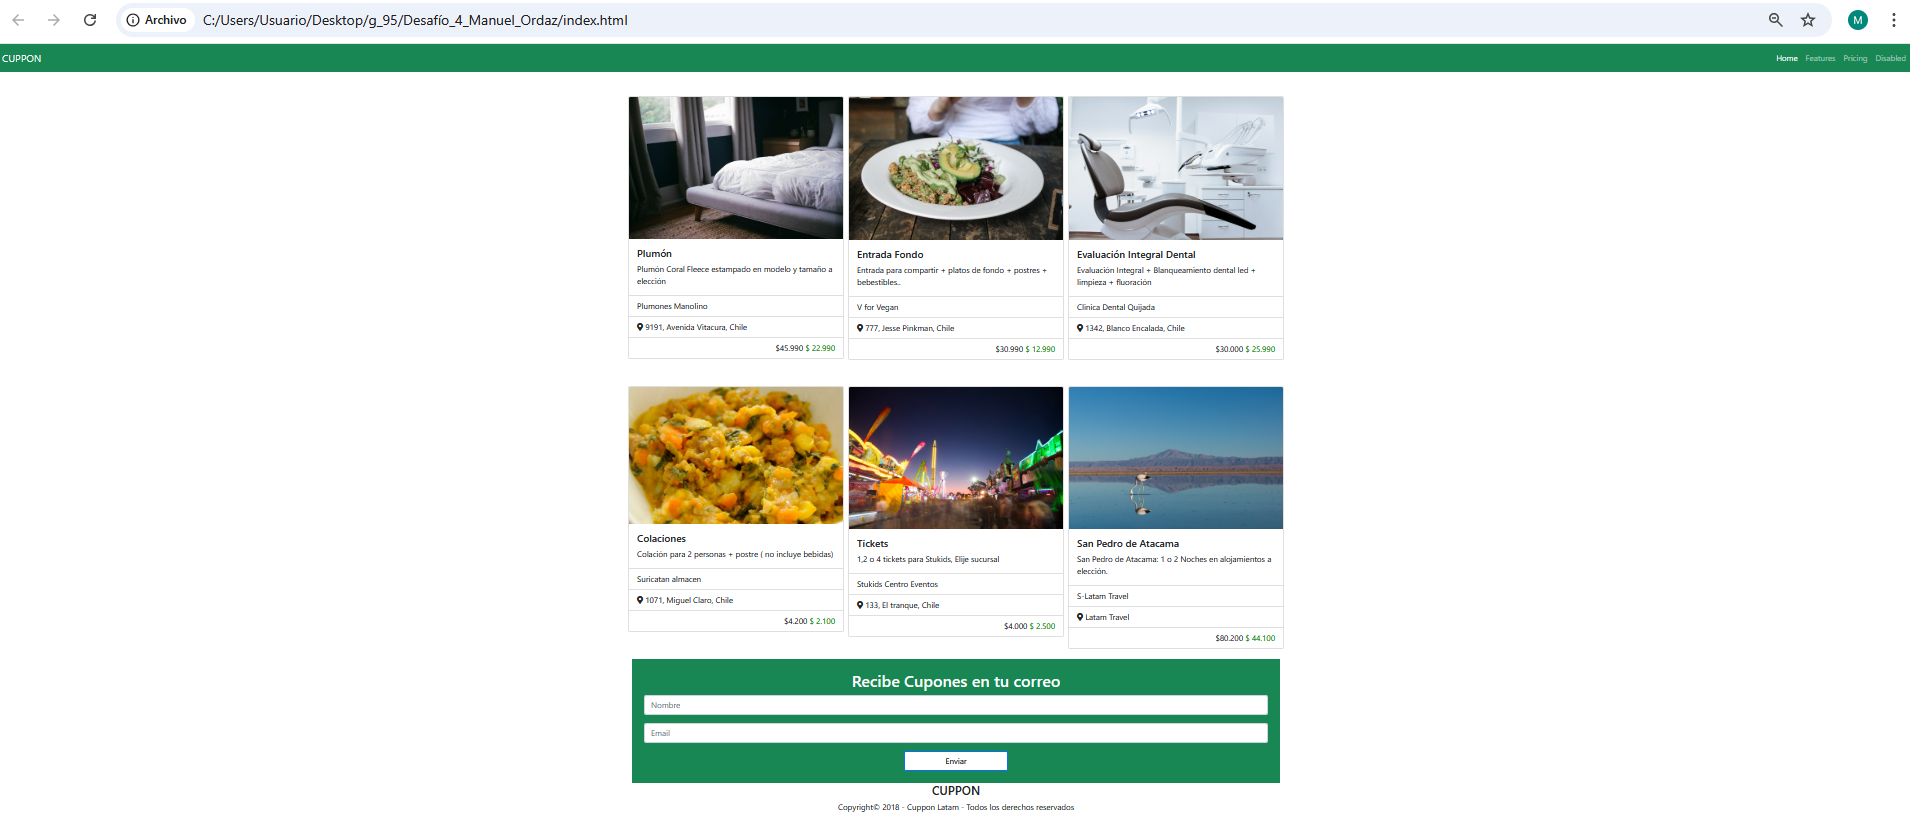 Archivo C:/Users/Usuario/Desktop/g_95/Desafío_4_Manuel_Ordaz/index.html M
CUPPON Home Features Pricing Disabled
Plumón
Plumón Coral Fleece estampado en modelo y tamaño a
elección
Plumones Manolino
9191, Avenida Vitacura, Chile
$45.990 $ 22.990
Entrada Fondo
Entrada para compartir + platos de fondo + postres +
bebestibles..
V for Vegan
777, Jesse Pinkman, Chile
$30.990 $ 12.990
Evaluación Integral Dental
Evaluación Integral + Blanqueamiento dental led +
limpieza + fluoración
Clinica Dental Quijada
1342, Blanco Encalada, Chile
$30.000 $ 25.990
Colaciones
Colación para 2 personas + postre ( no incluye bebidas)
Suricatan almacen
1071, Miguel Claro, Chile
$4.200 $ 2.100
Tickets
1,2 o 4 tickets para Stukids, Elije sucursal
Stukids Centro Eventos
133, El tranque, Chile
$4.000 $ 2.500
San Pedro de Atacama
San Pedro de Atacama: 1 o 2 Noches en alojamientos a
elección.
S-Latam Travel
Latam Travel
$80.200 $ 44.100
Recibe Cupones en tu correo
Nombre
Email
Enviar
CUPPON
Copyright© 2018 - Cuppon Latam - Todos los derechos reservados